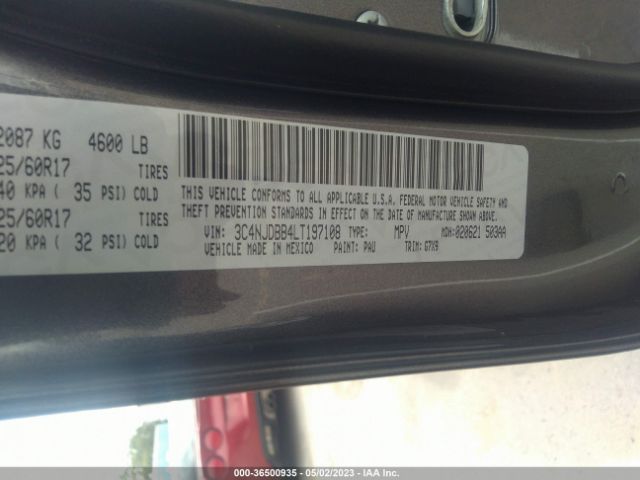 2087 KG 4600 LB
25/60R17 TIRES
40 KPA ( 35 PSI) COLD
25/60R17 TIRES
20 KPA ( 32 PSI) COLD
THIS VEHICLE CONFORMS TO ALL APPLICABLE U.S.A. FEDERAL MOTOR VEHICLE SAFETY AND
THEFT PREVENTION STANDARDS IN EFFECT ON THE DATE OF MANUFACTURE SHOWN ABOVE.
VIN: 3C4NJDBB4LT197108 TYPE: MPV MDH: 020621 503AA
VEHICLE MADE IN MEXICO PAINT: PAU TRIM: G7X9
000-36500935 - 05/02/2023 - IAA Inc.